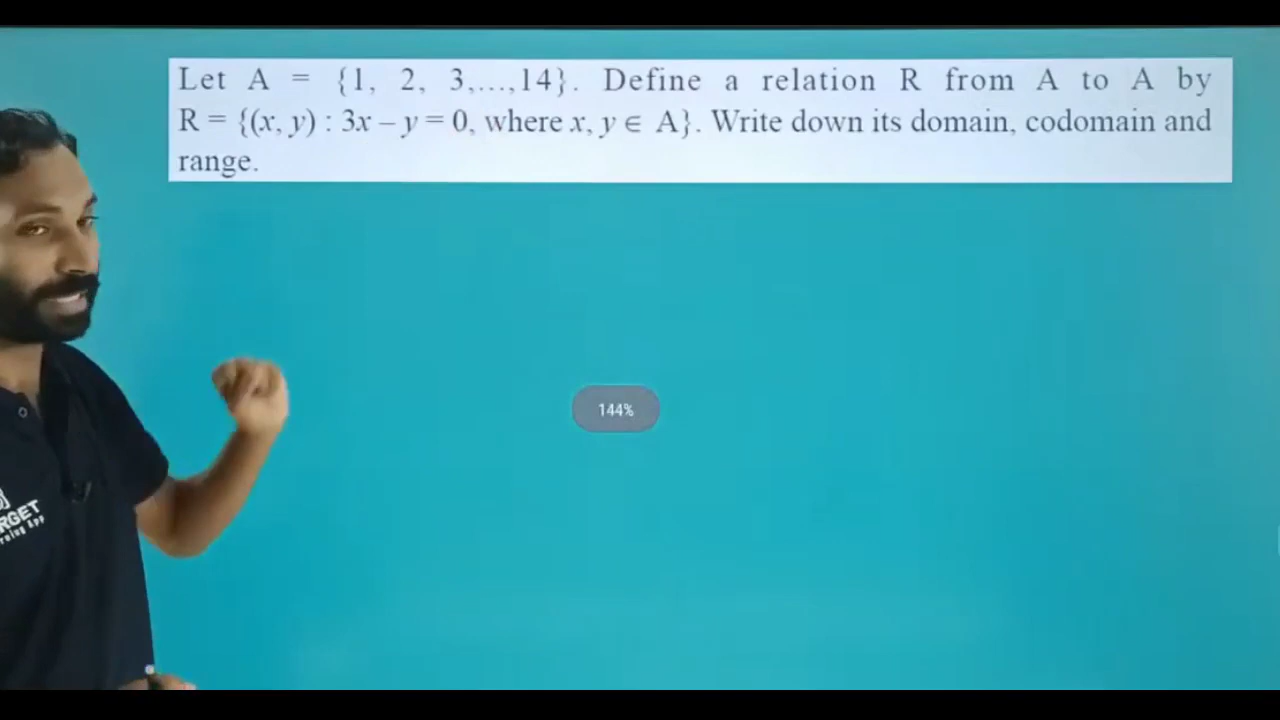 Let A = {1, 2, 3,...,14}. Define a relation R from A to A by
R = {(x, y) : 3x – y = 0, where x, y ∈ A}. Write down its domain, codomain and
range.
144%
RGET